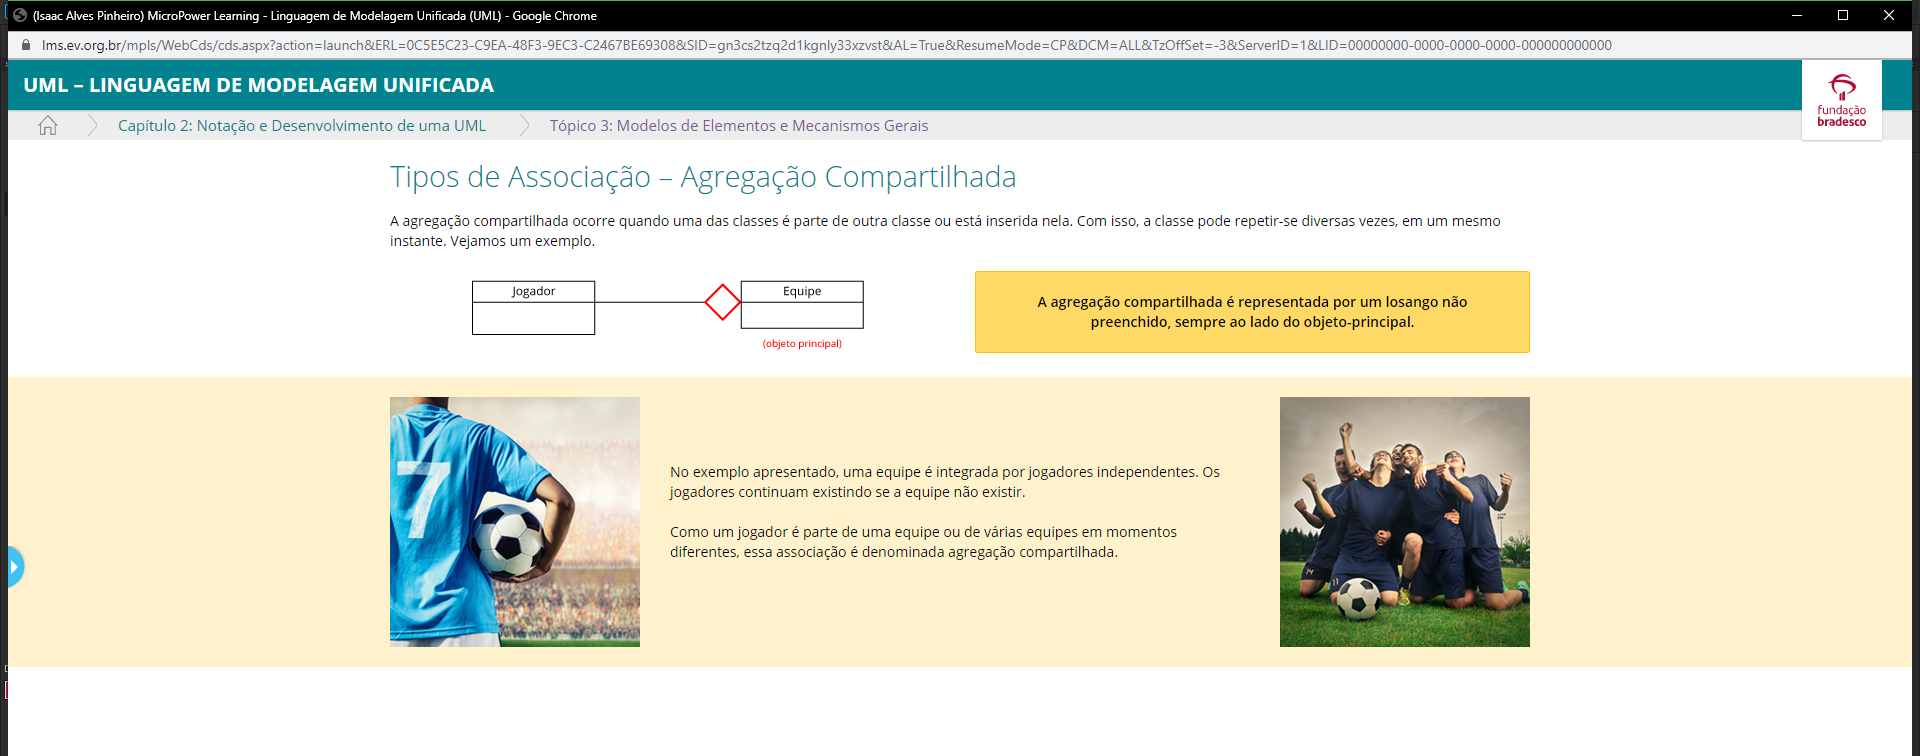 (Isaac Alves Pinheiro) MicroPower Learning - Linguagem de Modelagem Unificada (UML) - Google Chrome
lms.ev.org.br/mpls/WebCds/cds.aspx?action=launch&ERL=0C5E5C23-C9EA-48F3-9EC3-C2467BE69308&SID=gn3cs2tzq2d1kgnly33xzvst&AL=True&ResumeMode=CP&DCM=ALL&TzOffSet=-3&ServerID=1&LID=00000000-0000-0000-0000-000000000000
UML – LINGUAGEM DE MODELAGEM UNIFICADA
fundação
bradesco
Capítulo 2: Notação e Desenvolvimento de uma UML
Tópico 3: Modelos de Elementos e Mecanismos Gerais
Tipos de Associação – Agregação Compartilhada
A agregação compartilhada ocorre quando uma das classes é parte de outra classe ou está inserida nela. Com isso, a classe pode repetir-se diversas vezes, em um mesmo
instante. Vejamos um exemplo.
Jogador
Equipe
(objeto principal)
A agregação compartilhada é representada por um losango não
preenchido, sempre ao lado do objeto-principal.
7
No exemplo apresentado, uma equipe é integrada por jogadores independentes. Os
jogadores continuam existindo se a equipe não existir.
Como um jogador é parte de uma equipe ou de várias equipes em momentos
diferentes, essa associação é denominada agregação compartilhada.
14
11